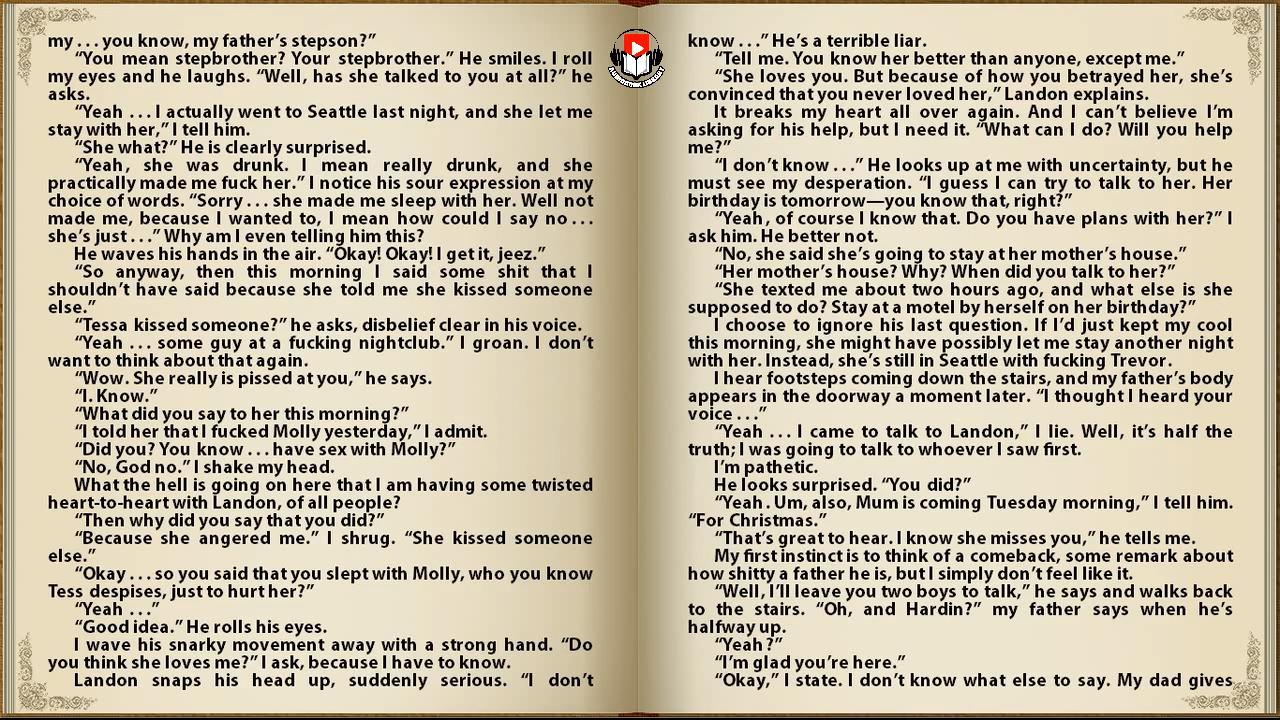 my . . . you know, my father’s stepson?”
“You mean stepbrother? Your stepbrother.” He smiles. I roll
my eyes and he laughs. “Well, has she talked to you at all?” he
asks.
“Yeah . . . I actually went to Seattle last night, and she let me
stay with her,” I tell him.
“She what?” He is clearly surprised.
“Yeah, she was drunk. I mean really drunk, and she
practically made me fuck her.” I notice his sour expression at my
choice of words. “Sorry . . . she made me sleep with her. Well not
made me, because I wanted to, I mean how could I say no . . .
she’s just . . .” Why am I even telling him this?
He waves his hands in the air. “Okay! Okay! I get it, jeez.”
“So anyway, then this morning I said some shit that I
shouldn’t have said because she told me she kissed someone
else.”
“Tessa kissed someone?” he asks, disbelief clear in his voice.
“Yeah . . . some guy at a fucking nightclub.” I groan. I don’t
want to think about that again.
“Wow. She really is pissed at you,” he says.
“I. Know.”
“What did you say to her this morning?”
“I told her that I fucked Molly yesterday,” I admit.
“Did you? You know . . . have sex with Molly?”
“No, God no.” I shake my head.
What the hell is going on here that I am having some twisted
heart-to-heart with Landon, of all people?
“Then why did you say that you did?”
“Because she angered me.” I shrug. “She kissed someone
else.”
“Okay . . . so you said that you slept with Molly, who you know
Tess despises, just to hurt her?”
“Yeah . . .”
“Good idea.” He rolls his eyes.
I wave his snarky movement away with a strong hand. “Do
you think she loves me?” I ask, because I have to know.
Landon snaps his head up, suddenly serious. “I don’t
know . . .” He’s a terrible liar.
“Tell me. You know her better than anyone, except me.”
“She loves you. But because of how you betrayed her, she’s
convinced that you never loved her,” Landon explains.
It breaks my heart all over again. And I can’t believe I’m
asking for his help, but I need it. “What can I do? Will you help
me?”
“I don’t know . . .” He looks up at me with uncertainty, but he
must see my desperation. “I guess I can try to talk to her. Her
birthday is tomorrow—you know that, right?”
“Yeah, of course I know that. Do you have plans with her?” I
ask him. He better not.
“No, she said she’s going to stay at her mother’s house.”
“Her mother’s house? Why? When did you talk to her?”
“She texted me about two hours ago, and what else is she
supposed to do? Stay at a motel by herself on her birthday?”
I choose to ignore his last question. If I’d just kept my cool
this morning, she might have possibly let me stay another night
with her. Instead, she’s still in Seattle with fucking Trevor.
I hear footsteps coming down the stairs, and my father’s body
appears in the doorway a moment later. “I thought I heard your
voice . . .”
“Yeah . . . I came to talk to Landon,” I lie. Well, it’s half the
truth; I was going to talk to whoever I saw first.
I’m pathetic.
He looks surprised. “You did?”
“Yeah. Um, also, Mum is coming Tuesday morning,” I tell him.
“For Christmas.”
“That’s great to hear. I know she misses you,” he tells me.
My first instinct is to think of a comeback, some remark about
how shitty a father he is, but I simply don’t feel like it.
“Well, I’ll leave you two boys to talk,” he says and walks back
to the stairs. “Oh, and Hardin?” my father says when he’s
halfway up.
“Yeah?”
“I’m glad you’re here.”
“Okay,” I state. I don’t know what else to say. My dad gives